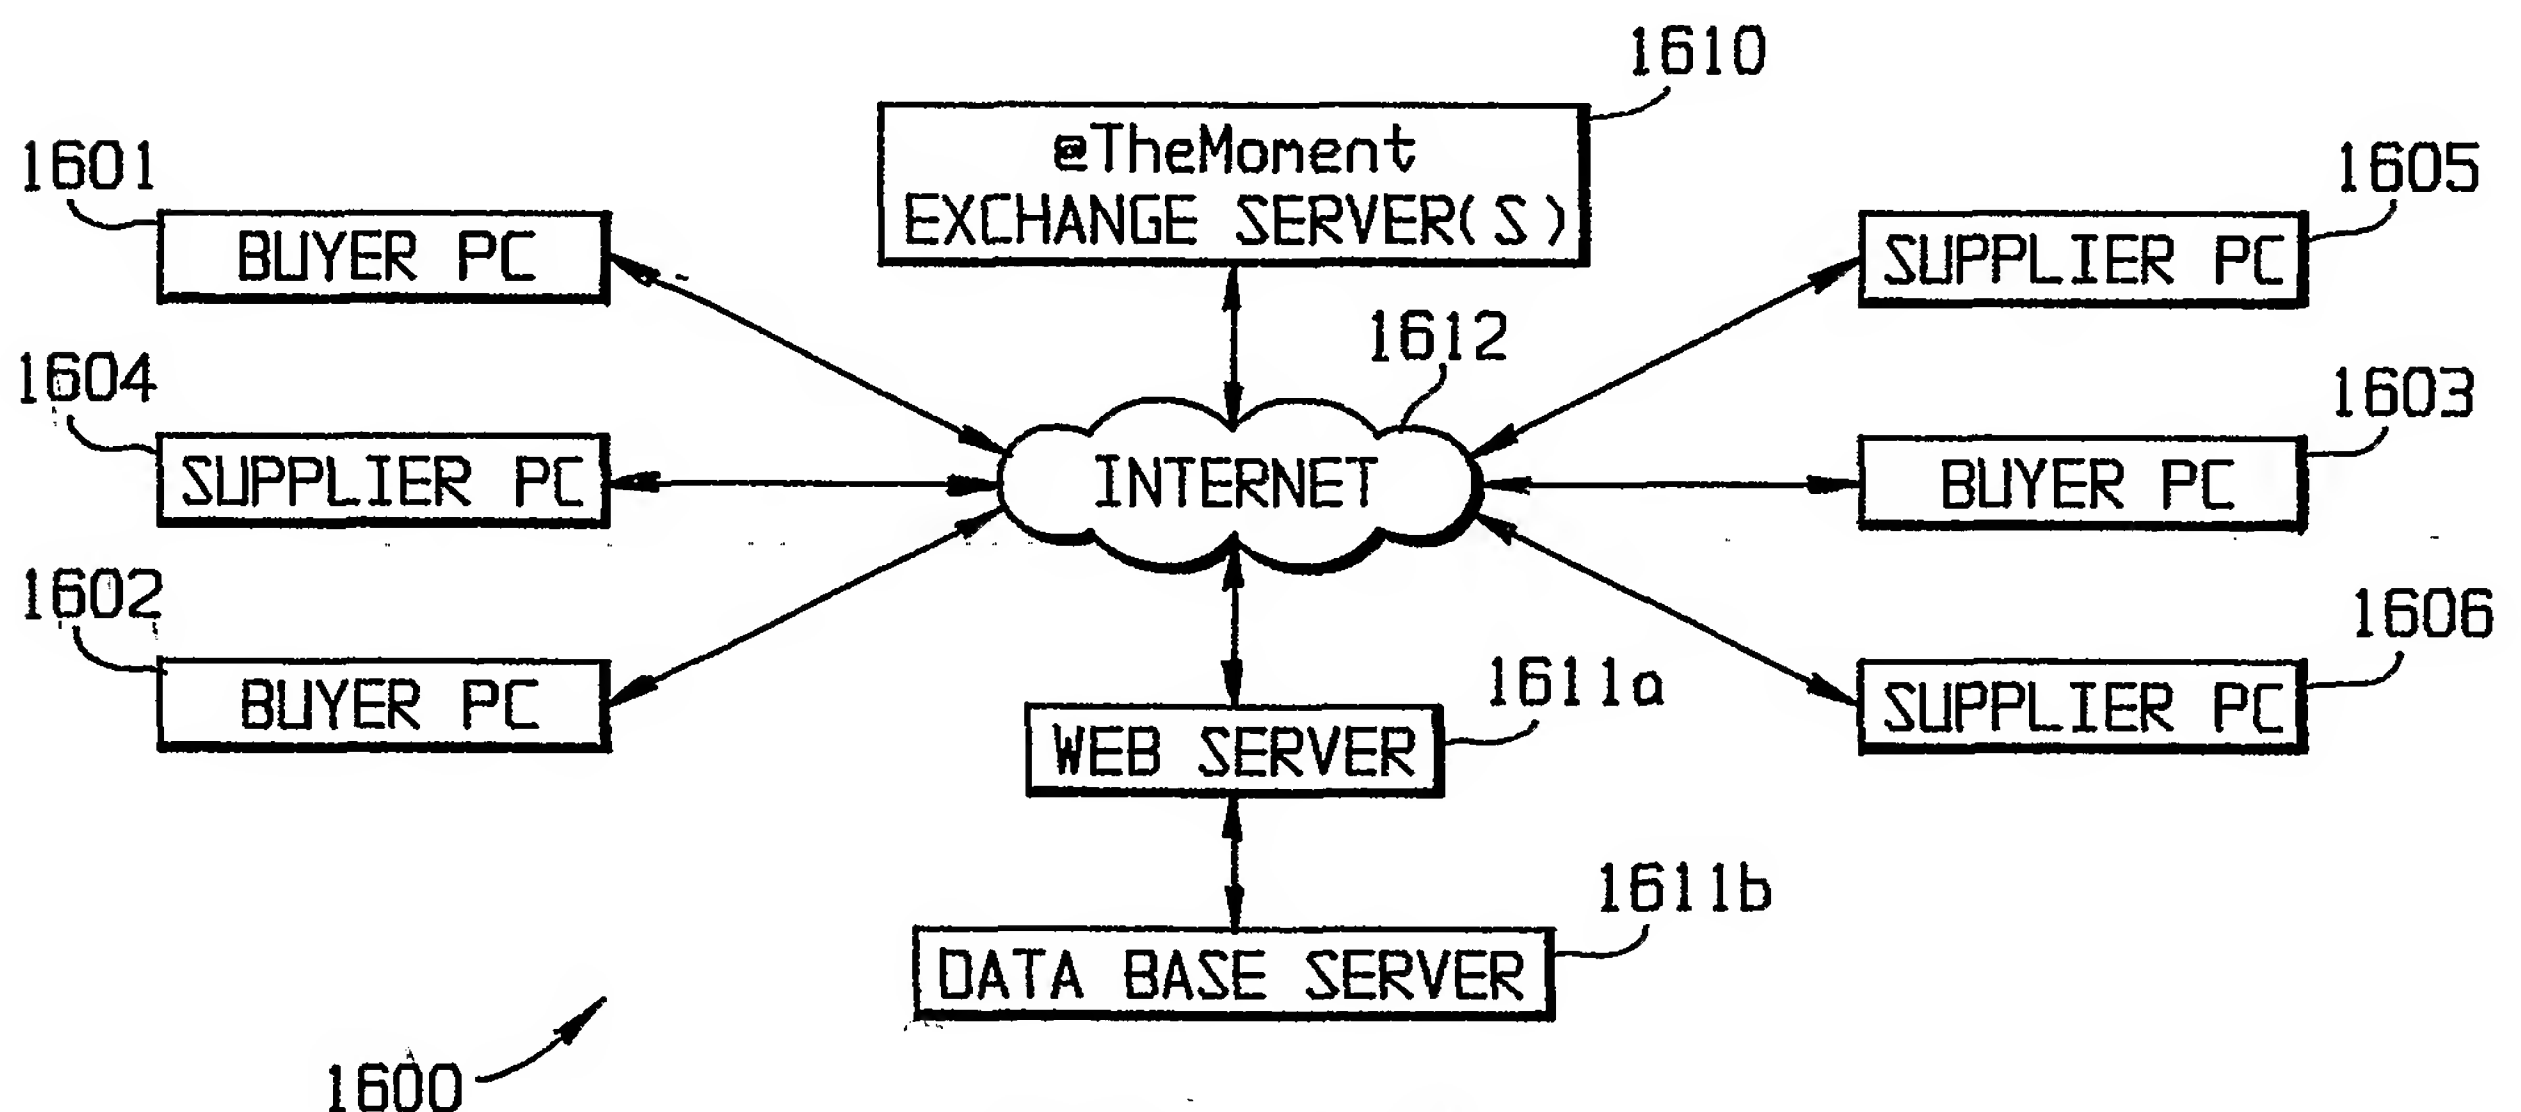 1610
@TheMoment
EXCHANGE SERVER(S)
1601
BUYER PC
1605
SUPPLIER PC
1612
1604
SUPPLIER PC
INTERNET
1603
BUYER PC
1602
BUYER PC
1606
SUPPLIER PC
1611a
WEB SERVER
1611b
DATA BASE SERVER
1600